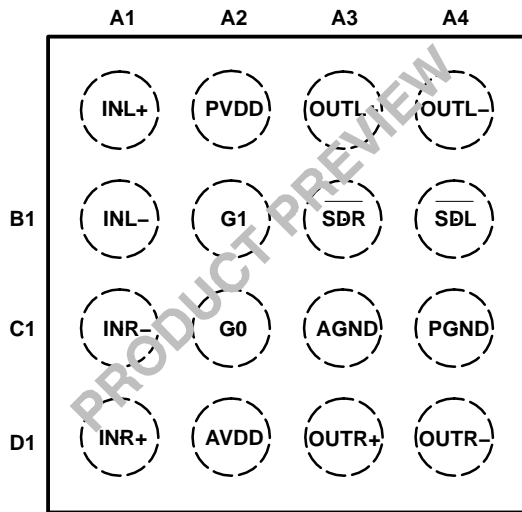 A1 A2 A3 A4
INL+ PVDD OUTL+ OUTL–
B1 INL– G1 SDR SDL
C1 INR– G0 AGND PGND
D1 INR+ AVDD OUTR+ OUTR–
PRODUCT PREVIEW